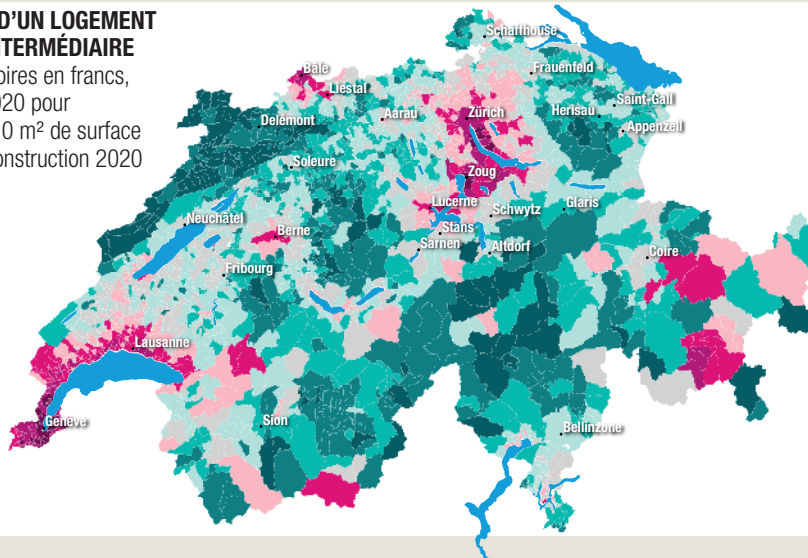 D'UN LOGEMENT
NTERMÉDIAIRE
oires en francs,
020 pour
0 m² de surface
onstruction 2020
Schaffhouse
Frauenfeld
Bâle
Liestal
Saint-Gall
Herisau
Zürich
Aarau
Delémont
Appenzell
Soleure
Zoug
Lucerne
Schwytz
Glaris
Neuchâtel
Stans
Berne
Sarnen
Altdorf
Coire
Fribourg
Lausanne
Genève
Sion
Bellinzone